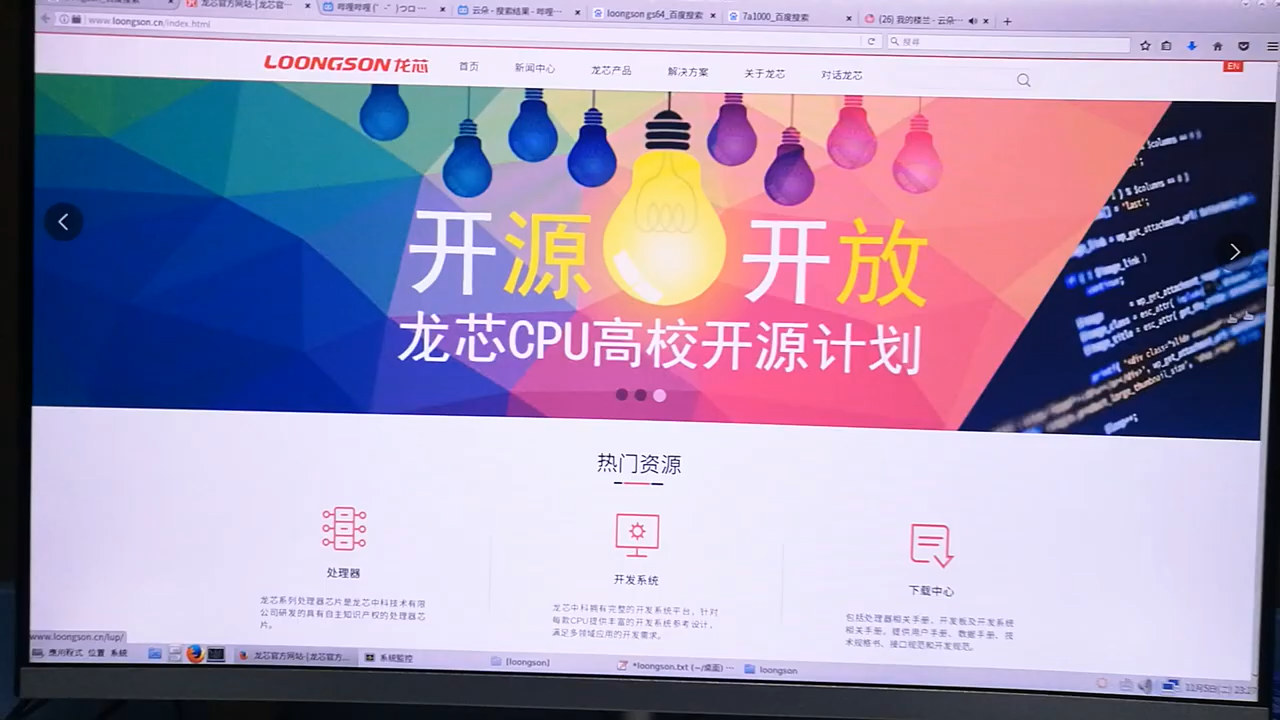 龙芯官方网站-[龙芯官…
哔哩哔哩 (゜-゜)つロ …
云朵 - 搜索结果 - 哔哩…
loongson gs64_百度搜索
7a1000_百度搜索
(26) 我的楼兰 - 云朵…
www.loongson.cn/index.html
搜尋
LOONGSON 龙芯
首页
新闻中心
龙芯产品
解决方案
关于龙芯
对话龙芯
EN
开源 开放
龙芯CPU高校开源计划
$columns == 0 )
) % $columns == 0 )
= 'last';
$image_link )
continue;
热门资源
处理器
龙芯系列处理器芯片是龙芯中科技术有限
公司研发的具有自主知识产权的处理器芯
片。
开发系统
龙芯中科拥有完整的开发系统平台，针对
每款CPU提供丰富的开发系统参考设计，
满足多领域应用的开发需求。
下载中心
包括处理器相关手册、开发板及开发系统
相关手册。提供用户手册、数据手册、技
术规格书、接口规范和开发规范。
www.loongson.cn/lup/
應用程式 位置 系統
龙芯官方网站-[龙芯官方…
系統監控
[loongson]
*loongson.txt (~/桌面) …
loongson